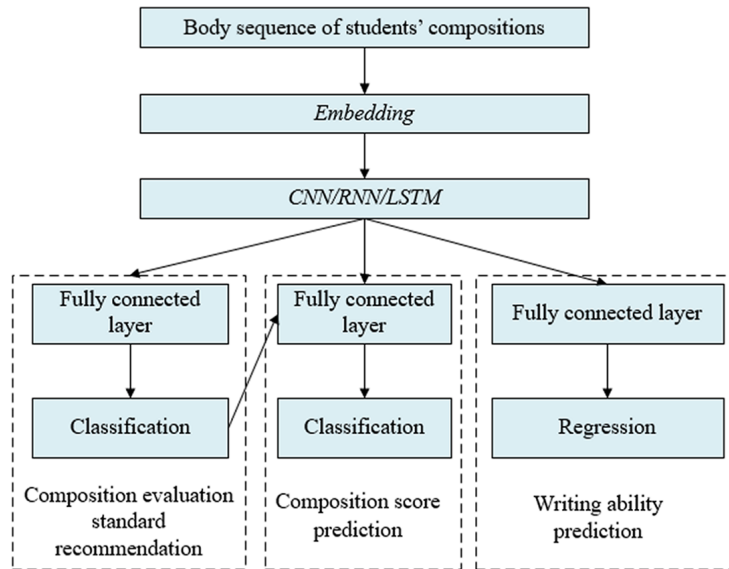 Body sequence of students’ compositions
Embedding
CNN/RNN/LSTM
Fully connected
layer
Classification
Composition evaluation
standard
recommendation
Fully connected
layer
Classification
Composition score
prediction
Fully connected layer
Regression
Writing ability
prediction